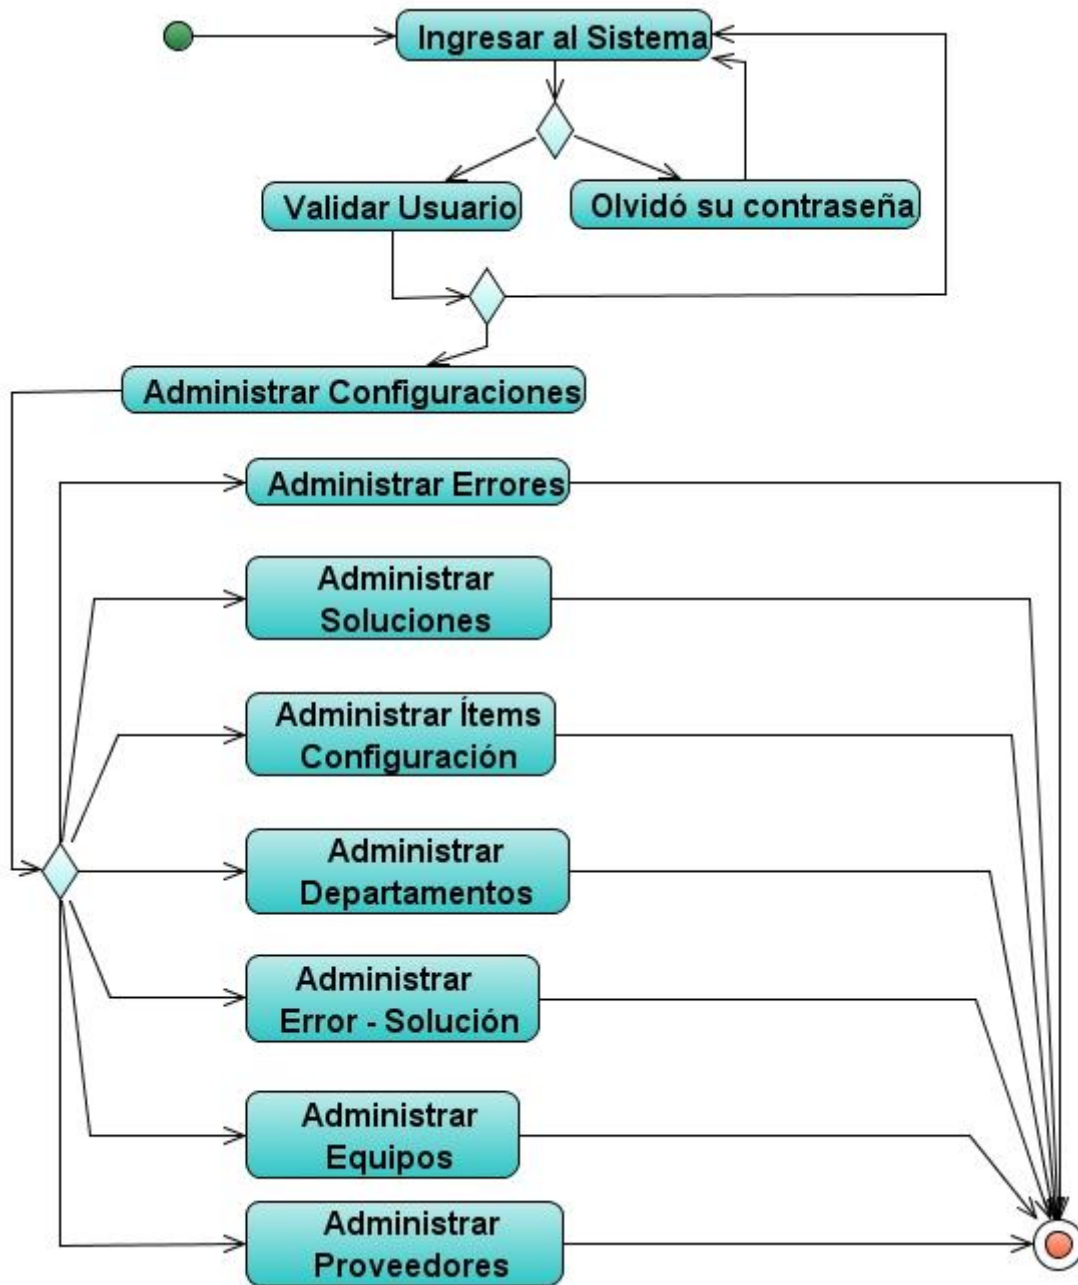 Ingresar al Sistema
Validar Usuario
Olvidó su contraseña
Administrar Configuraciones
Administrar Errores
Administrar
Soluciones
Administrar Ítems
Configuración
Administrar
Departamentos
Administrar
Error - Solución
Administrar
Equipos
Administrar
Proveedores